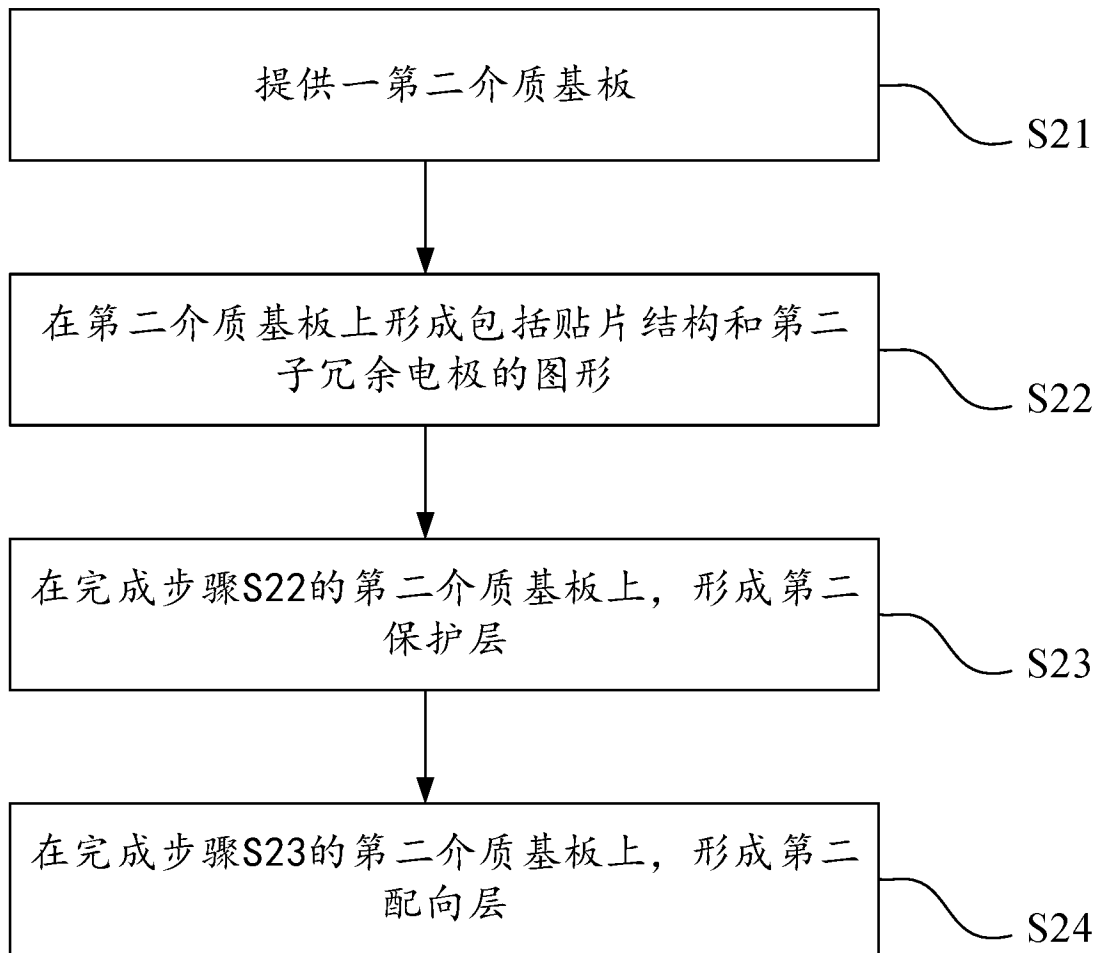 提供一第二介质基板
S21
在第二介质基板上形成包括贴片结构和第二
子冗余电极的图形
S22
在完成步骤S22的第二介质基板上，形成第二
保护层
S23
在完成步骤S23的第二介质基板上，形成第二
配向层
S24